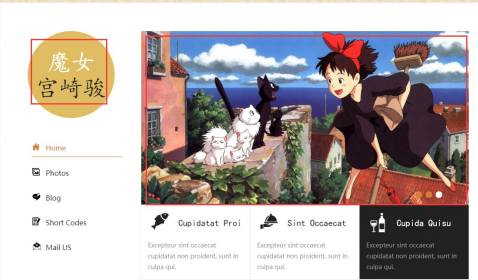 魔女
宫崎骏
Home
Photos
Blog
Short Codes
Mail US
Cupidatat Proi
Excepteur sint occaecat
cupidatat non proident, sunt in
culpa qui.
Sint Occaecat
Excepteur sint occaecat
cupidatat non proident, sunt in
culpa qui.
Cupida Quisu
Excepteur sint occaecat
cupidatat non proident, sunt in
culpa qui.